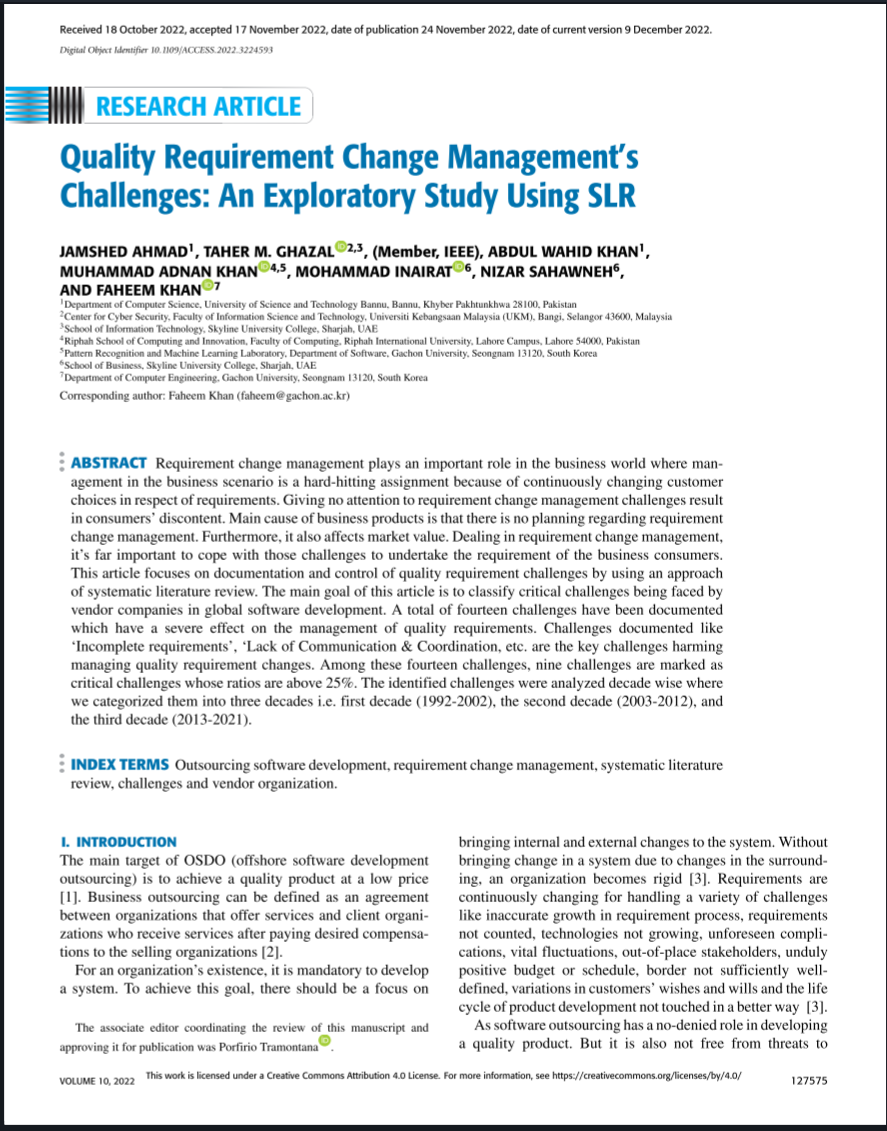 Received 18 October 2022, accepted 17 November 2022, date of publication 24 November 2022, date of current version 9 December 2022.
Digital Object Identifier 10.1109/ACCESS.2022.3224593
RESEARCH ARTICLE
Quality Requirement Change Management's
Challenges: An Exploratory Study Using SLR
JAMSHED AHMAD1, TAHER M. GHAZAL iD 2,3, (Member, IEEE), ABDUL WAHID KHAN1,
MUHAMMAD ADNAN KHAN iD 4,5, MOHAMMAD INAIRAT iD 6, NIZAR SAHAWNEH6,
AND FAHEEM KHAN iD 7
1Department of Computer Science, University of Science and Technology Bannu, Bannu, Khyber Pakhtunkhwa 28100, Pakistan
2Center for Cyber Security, Faculty of Information Science and Technology, Universiti Kebangsaan Malaysia (UKM), Bangi, Selangor 43600, Malaysia
3School of Information Technology, Skyline University College, Sharjah, UAE
4Riphah School of Computing and Innovation, Faculty of Computing, Riphah International University, Lahore Campus, Lahore 54000, Pakistan
5Pattern Recognition and Machine Learning Laboratory, Department of Software, Gachon University, Seongnam 13120, South Korea
6School of Business, Skyline University College, Sharjah, UAE
7Department of Computer Engineering, Gachon University, Seongnam 13120, South Korea
Corresponding author: Faheem Khan (faheem@gachon.ac.kr)
ABSTRACT Requirement change management plays an important role in the business world where man-
agement in the business scenario is a hard-hitting assignment because of continuously changing customer
choices in respect of requirements. Giving no attention to requirement change management challenges result
in consumers' discontent. Main cause of business products is that there is no planning regarding requirement
change management. Furthermore, it also affects market value. Dealing in requirement change management,
it's far important to cope with those challenges to undertake the requirement of the business consumers.
This article focuses on documentation and control of quality requirement challenges by using an approach
of systematic literature review. The main goal of this article is to classify critical challenges being faced by
vendor companies in global software development. A total of fourteen challenges have been documented
which have a severe effect on the management of quality requirements. Challenges documented like
'Incomplete requirements', 'Lack of Communication & Coordination, etc. are the key challenges harming
managing quality requirement changes. Among these fourteen challenges, nine challenges are marked as
critical challenges whose ratios are above 25%. The identified challenges were analyzed decade wise where
we categorized them into three decades i.e. first decade (1992-2002), the second decade (2003-2012), and
the third decade (2013-2021).
INDEX TERMS Outsourcing software development, requirement change management, systematic literature
review, challenges and vendor organization.
I. INTRODUCTION
The main target of OSDO (offshore software development
outsourcing) is to achieve a quality product at a low price
[1]. Business outsourcing can be defined as an agreement
between organizations that offer services and client organi-
zations who receive services after paying desired compensa-
tions to the selling organizations [2].
For an organization's existence, it is mandatory to develop
a system. To achieve this goal, there should be a focus on
The associate editor coordinating the review of this manuscript and
approving it for publication was Porfirio Tramontana iD .
bringing internal and external changes to the system. Without
bringing change in a system due to changes in the surround-
ing, an organization becomes rigid [3]. Requirements are
continuously changing for handling a variety of challenges
like inaccurate growth in requirement process, requirements
not counted, technologies not growing, unforeseen compli-
cations, vital fluctuations, out-of-place stakeholders, unduly
positive budget or schedule, border not sufficiently well-
defined, variations in customers' wishes and wills and the life
cycle of product development not touched in a better way [3].
As software outsourcing has a no-denied role in developing
a quality product. But it is also not free from threats to
VOLUME 10, 2022
This work is licensed under a Creative Commons Attribution 4.0 License. For more information, see https://creativecommons.org/licenses/by/4.0/
127575